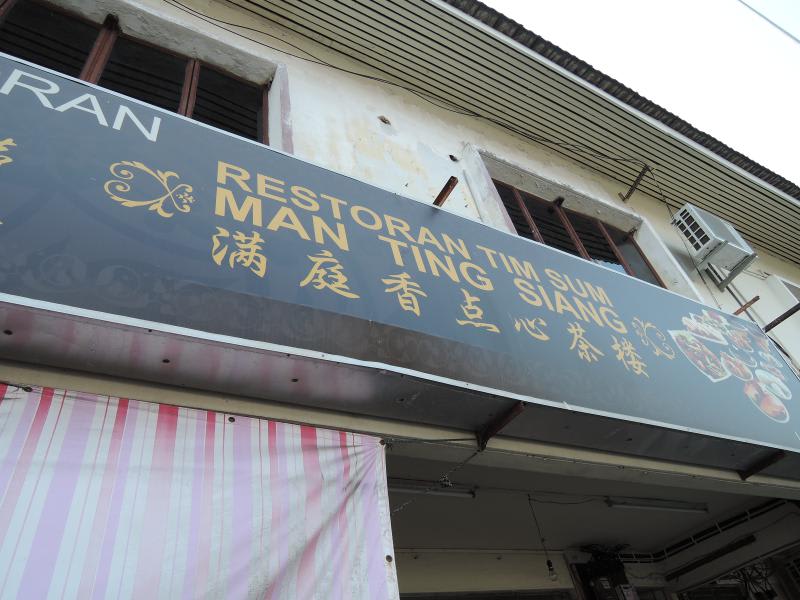 RAN
RESTORAN TIM SUM
MAN TING SIANG
满庭香点心茶楼